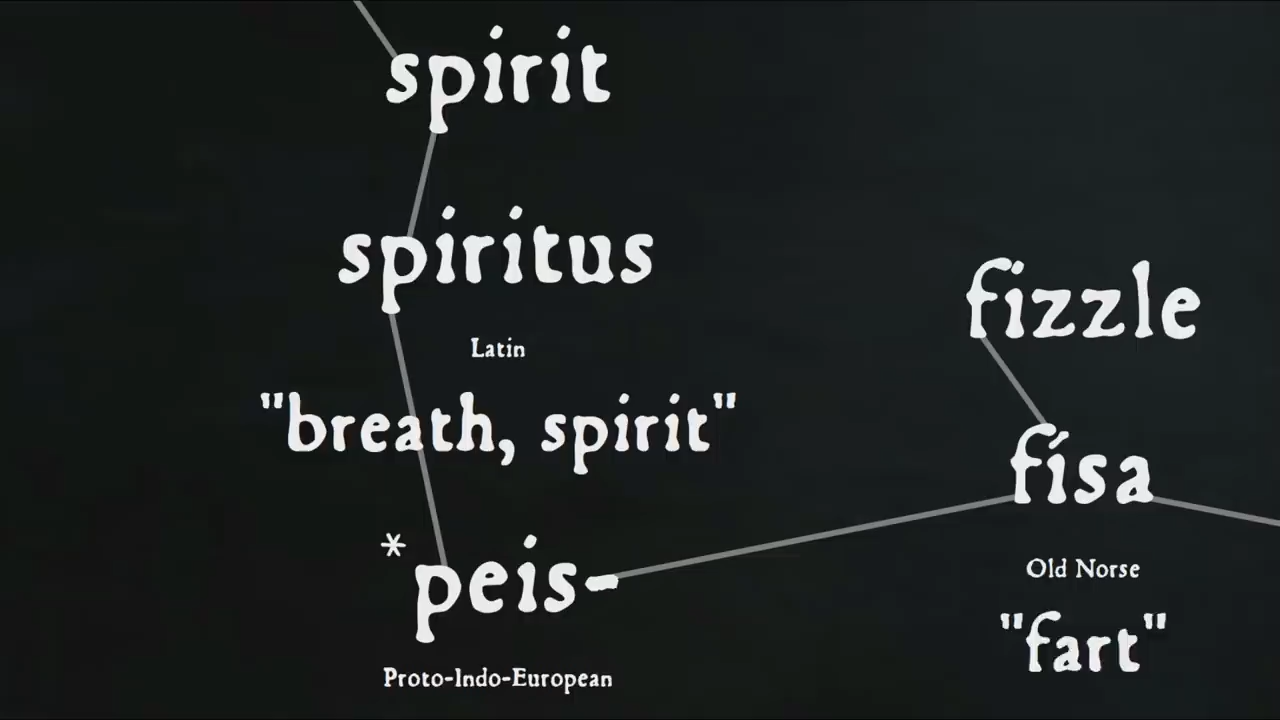 spirit
spiritus
Latin
"breath, spirit"
*peis-
Proto-Indo-European
fizzle
físa
Old Norse
"fart"